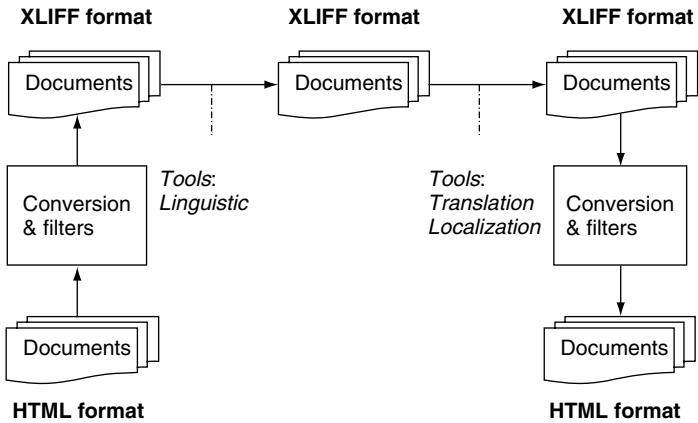 XLIFF format
XLIFF format
XLIFF format
Documents
Documents
Documents
Conversion
& filters
Tools:
Linguistic
Tools:
Translation
Localization
Conversion
& filters
Documents
Documents
HTML format
HTML format